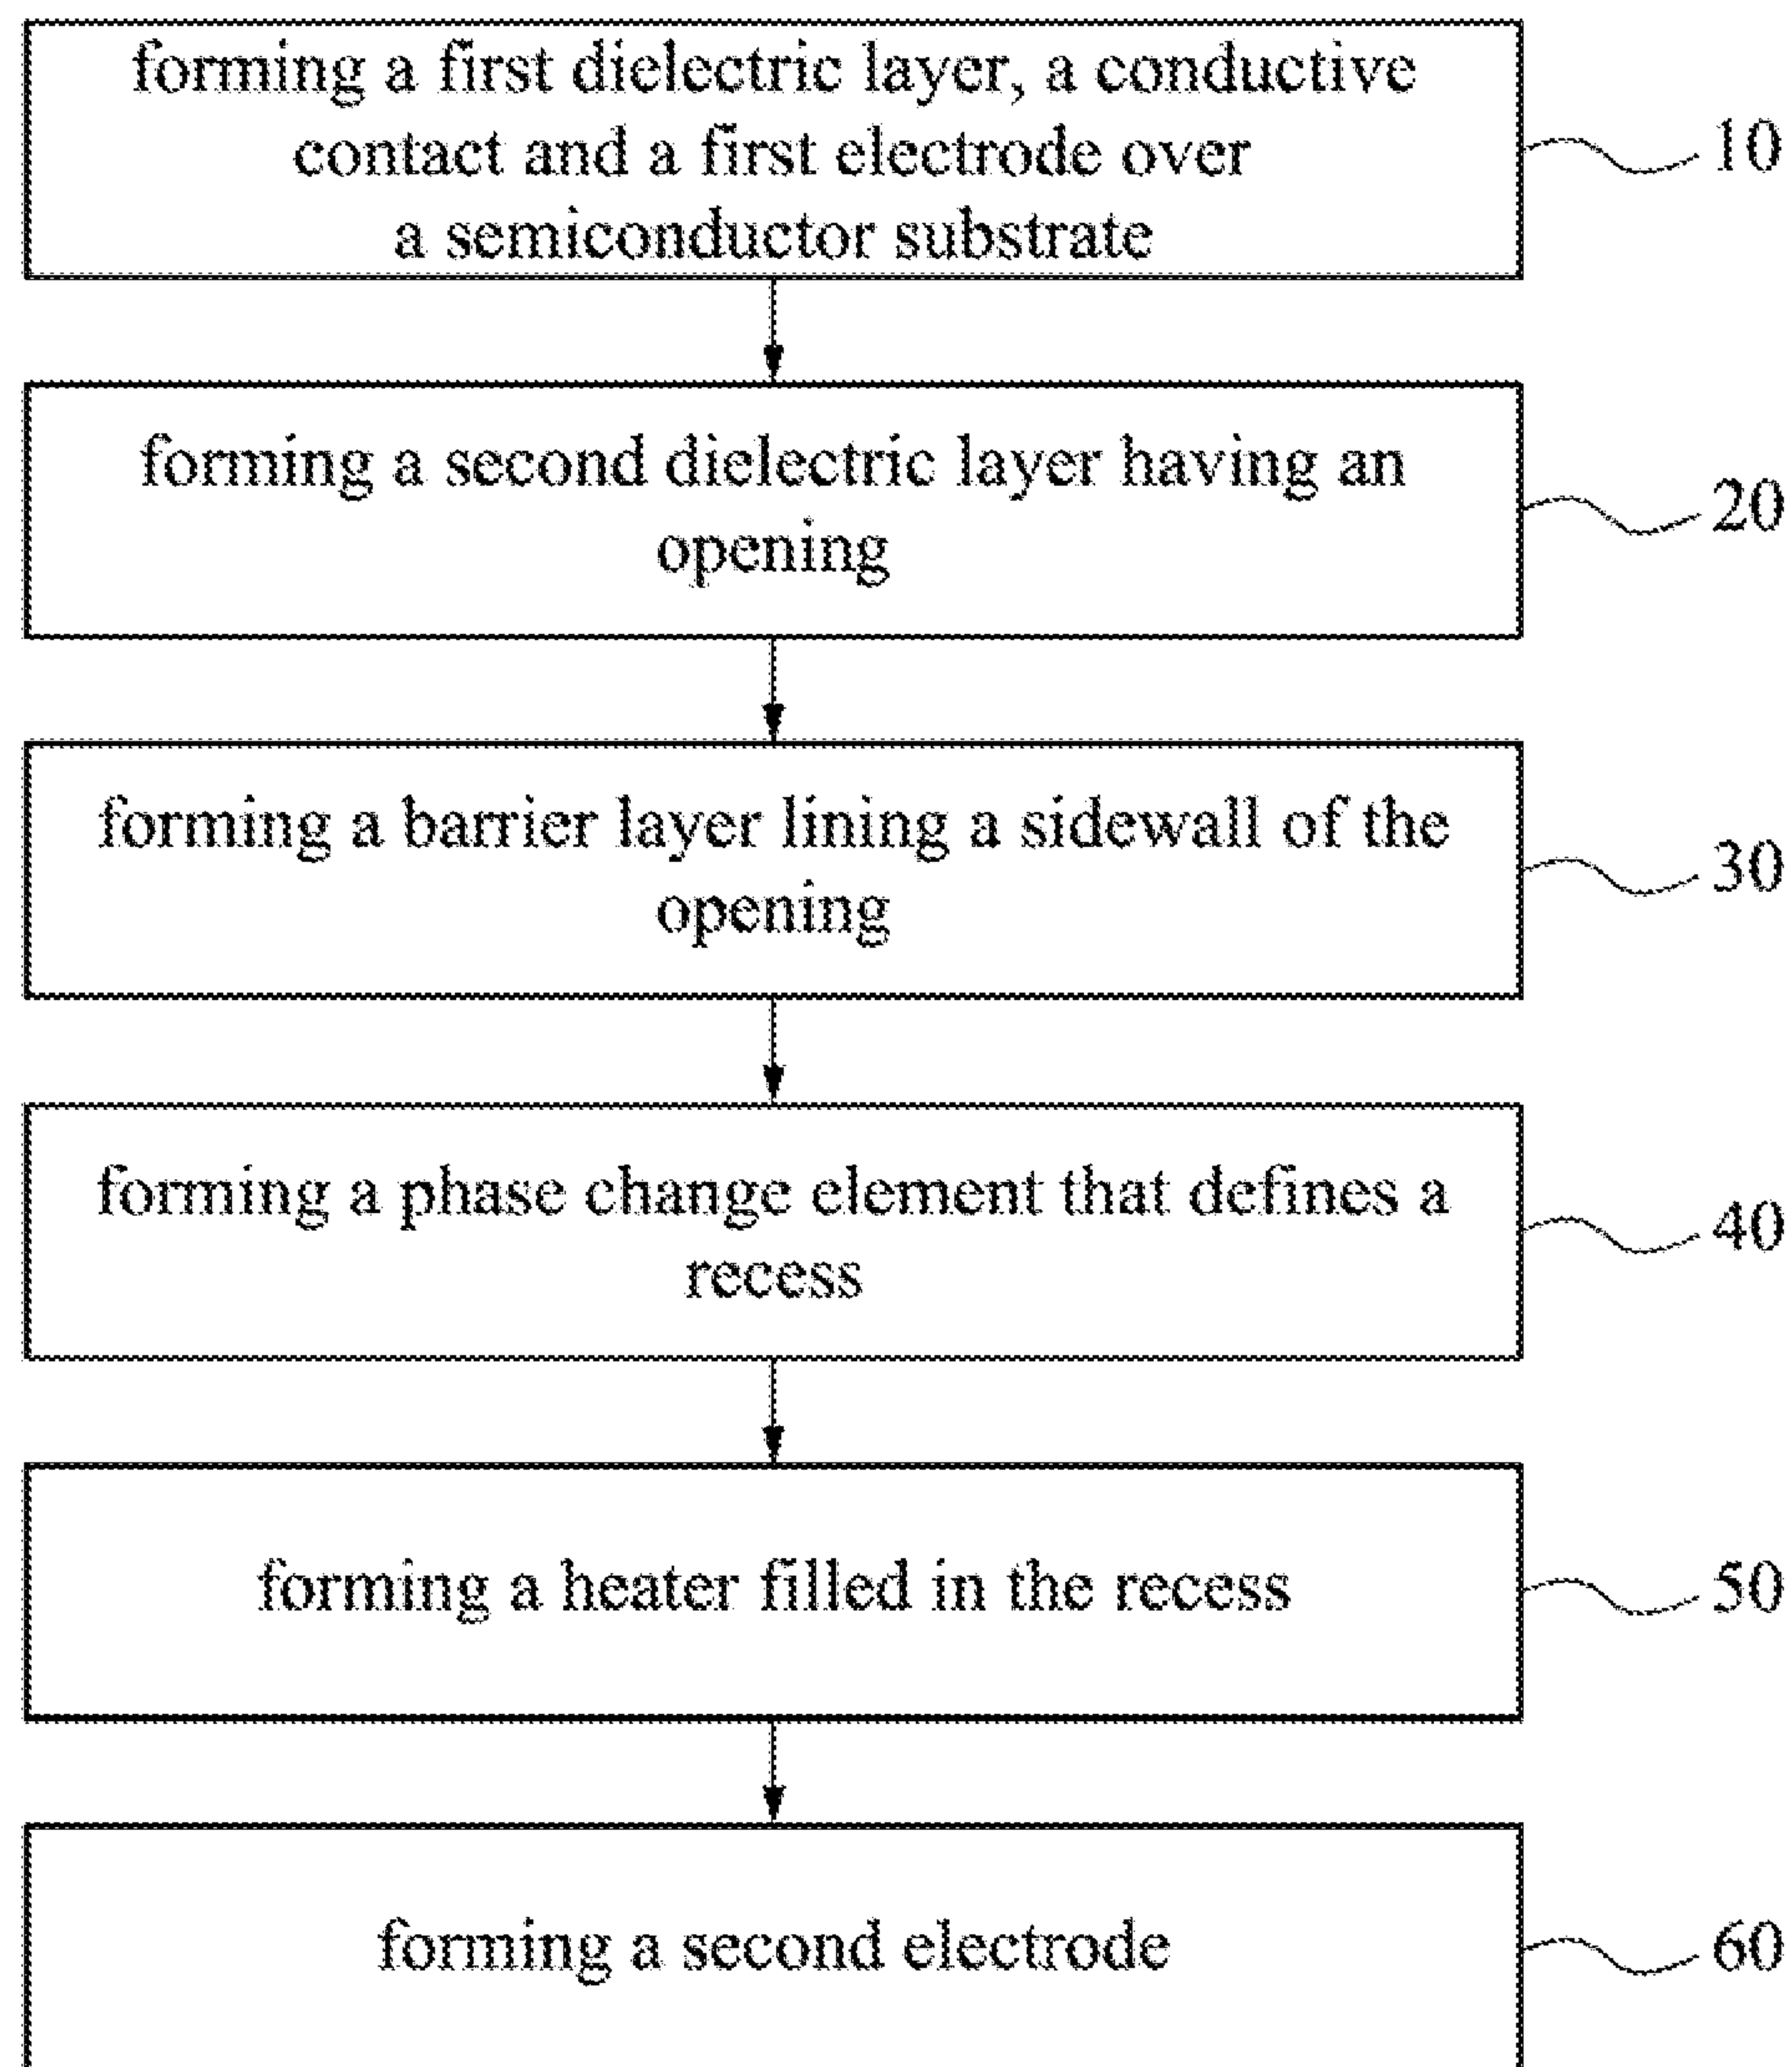 forming a first dielectric layer, a conductive
contact and a first electrode over
a semiconductor substrate
10
forming a second dielectric layer having an
opening
20
forming a barrier layer lining a sidewall of the
opening
30
forming a phase change element that defines a
recess
40
forming a heater filled in the recess
50
forming a second electrode
60